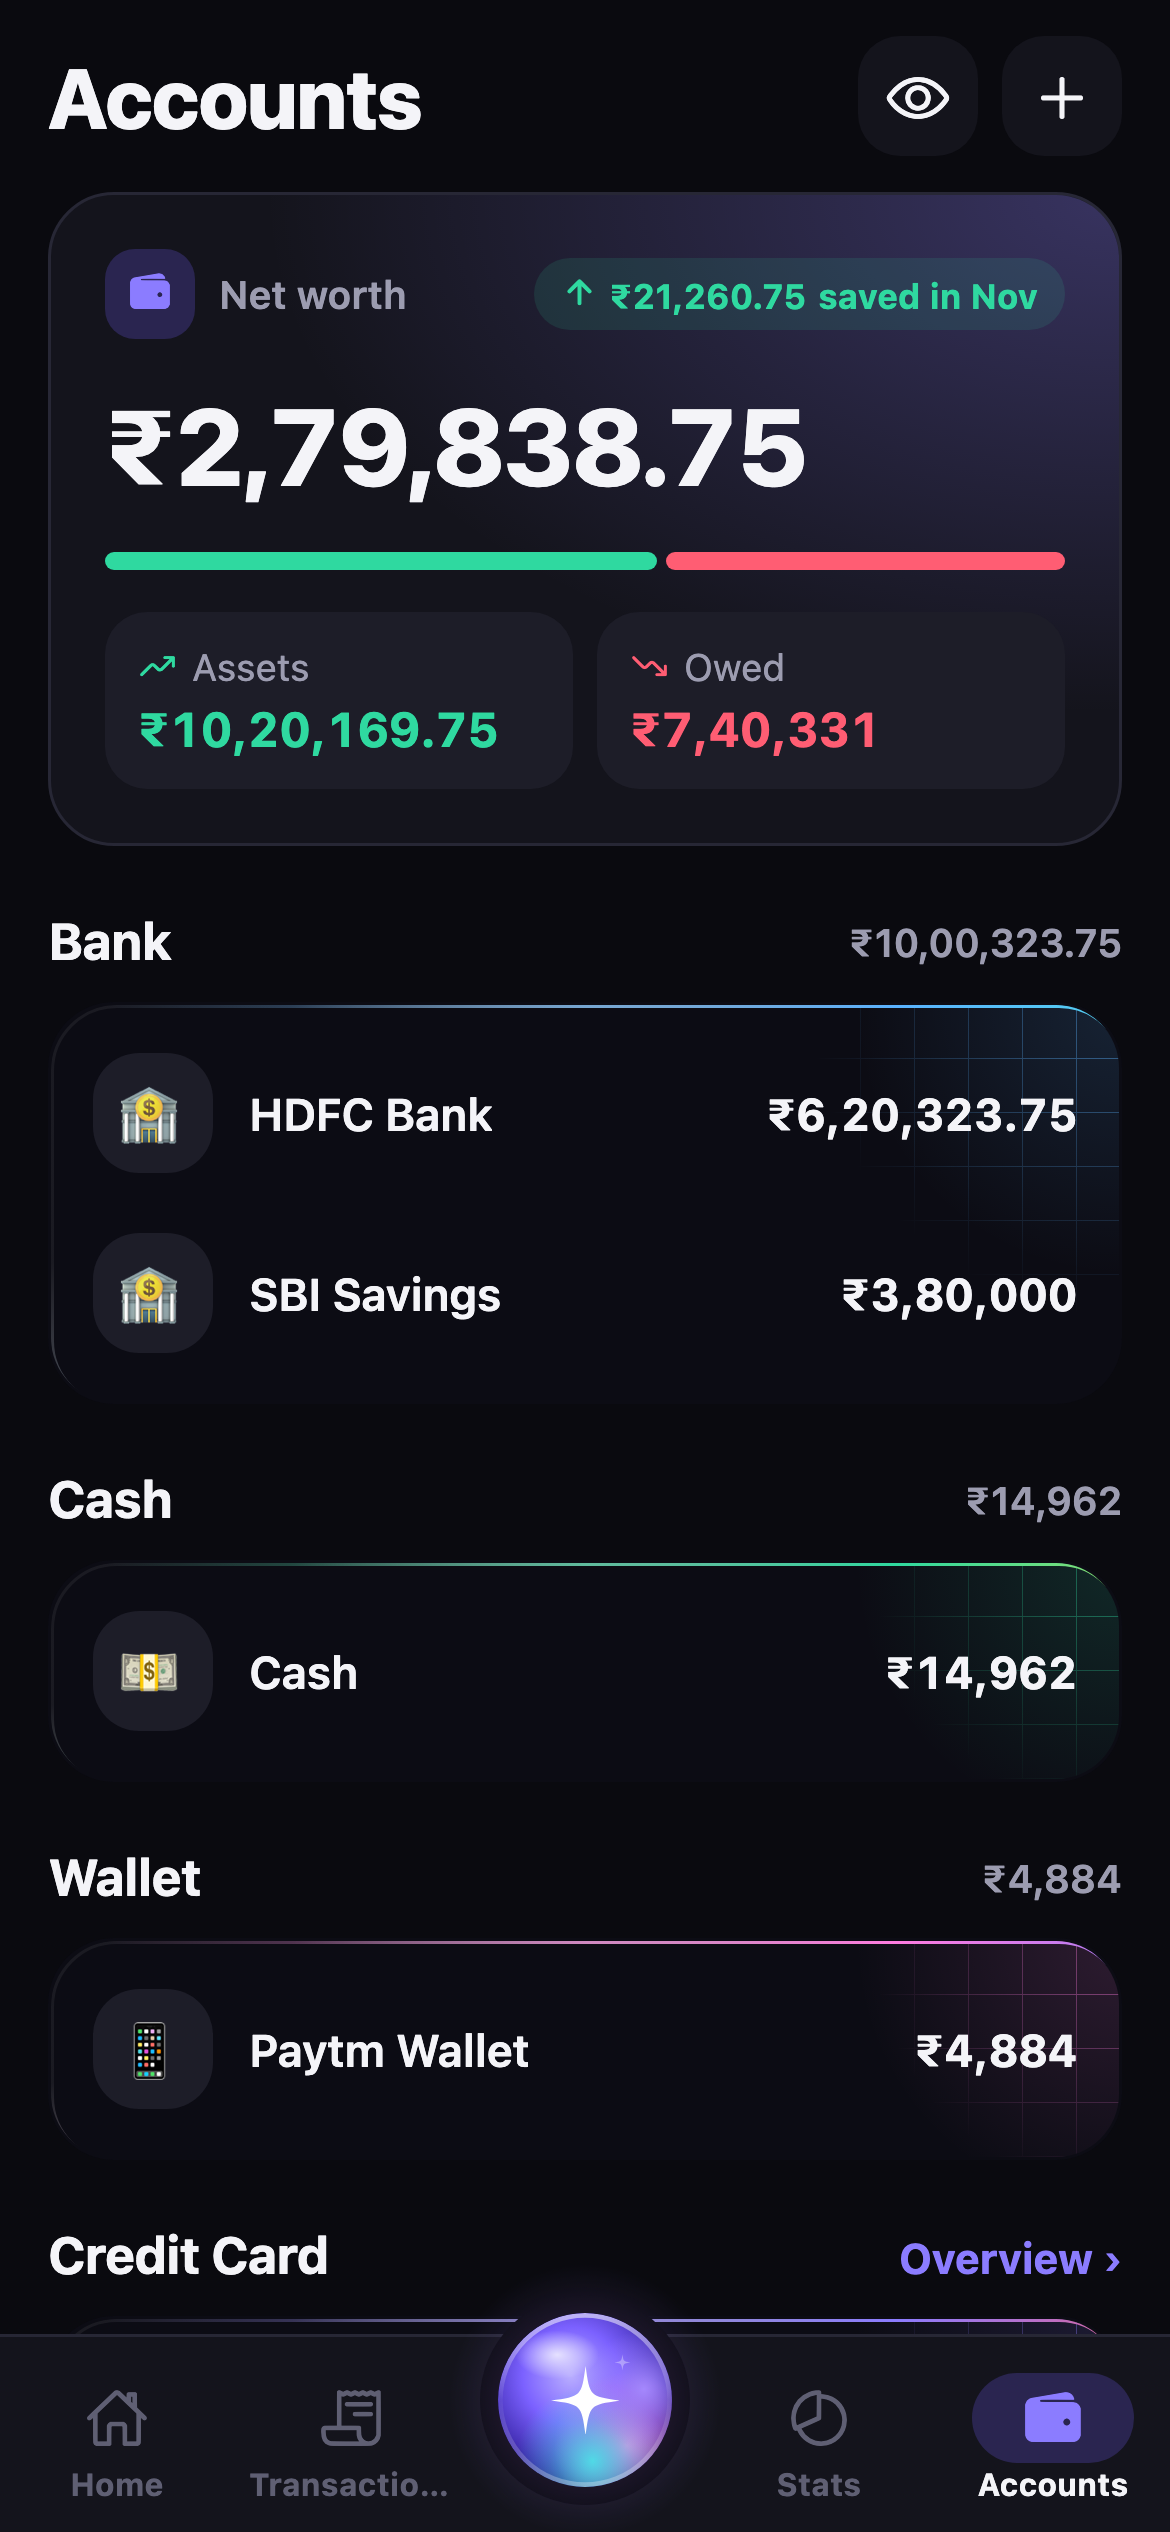 Accounts
Net worth
↑ ₹21,260.75 saved in Nov
₹2,79,838.75
Assets
₹10,20,169.75
Owed
₹7,40,331
Bank
₹10,00,323.75
HDFC Bank
₹6,20,323.75
SBI Savings
₹3,80,000
Cash
₹14,962
Cash
₹14,962
Wallet
₹4,884
Paytm Wallet
₹4,884
Credit Card
Overview ›
Home
Transactio...
Stats
Accounts